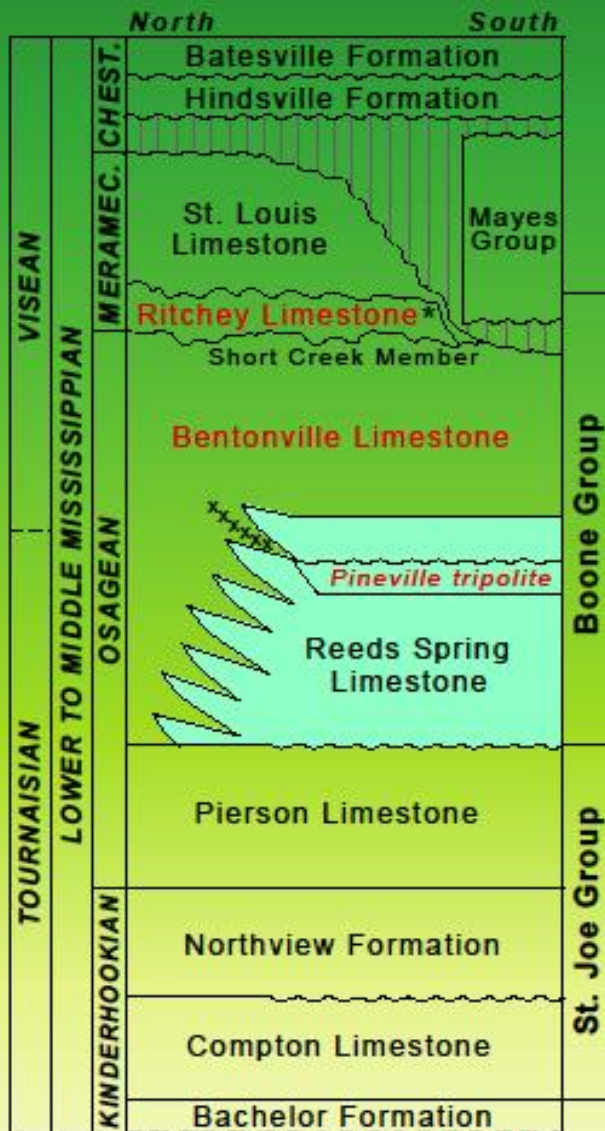 North South
Batesville Formation
Hindsville Formation
St. Louis
Limestone
Mayes
Group
Ritchey Limestone*
Short Creek Member
Bentonville Limestone
Pineville tripolite
Reeds Spring
Limestone
Pierson Limestone
Northview Formation
Compton Limestone
Bachelor Formation
VISEAN
TOURNAISIAN
LOWER TO MIDDLE MISSISSIPPIAN
CHEST.
MERAMEC.
OSAGEAN
KINDERHOOKIAN
Boone Group
St. Joe Group